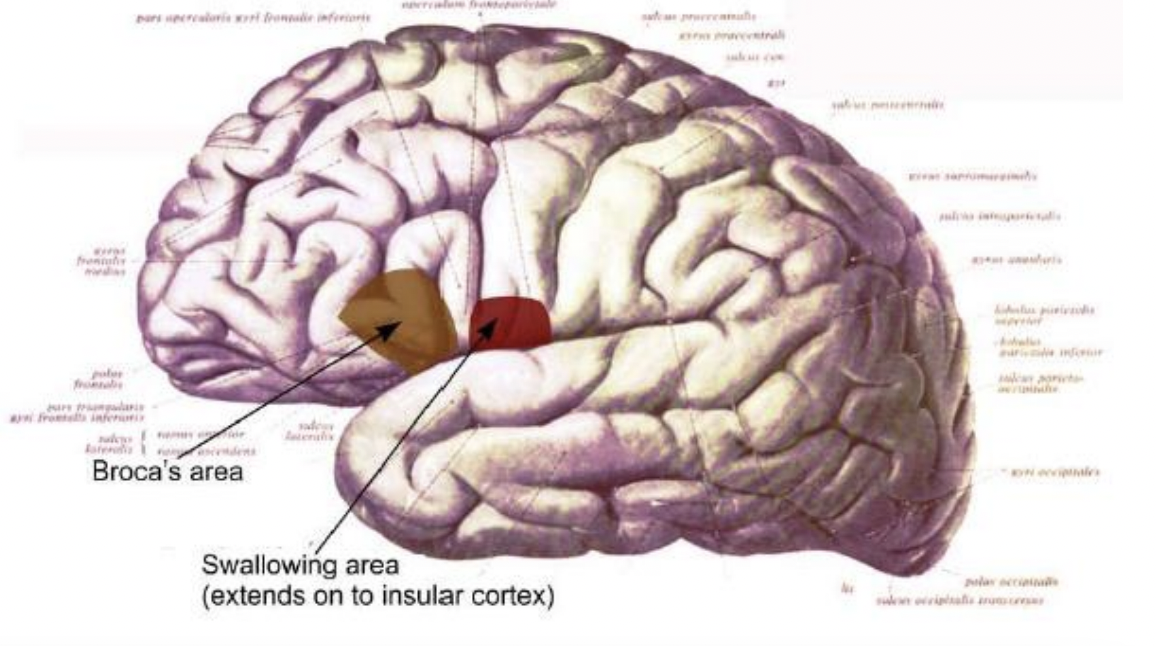 operculum frontoparietale
pars opercularis gyri frontalis inferioris
sulcus praecentralis
gyrus praecentrali
sulcus cen
gyr
sulcus postcentralis
gyrus supramarginalis
sulcus intraparietalis
gyrus angularis
gyrus
frontalis
medius
lobulus parietalis
superior
lobulus
parietalis inferior
sulcus parieto-
occipitalis
polus
frontalis
pars triangularis
gyri frontalis inferioris
sulcus
lateralis
ramus anterior
ramus ascendens
sulcus
lateralis
Broca's area
gyri occipitales
Swallowing area
(extends on to insular cortex)
polus occipitalis
sulcus occipitalis transversus